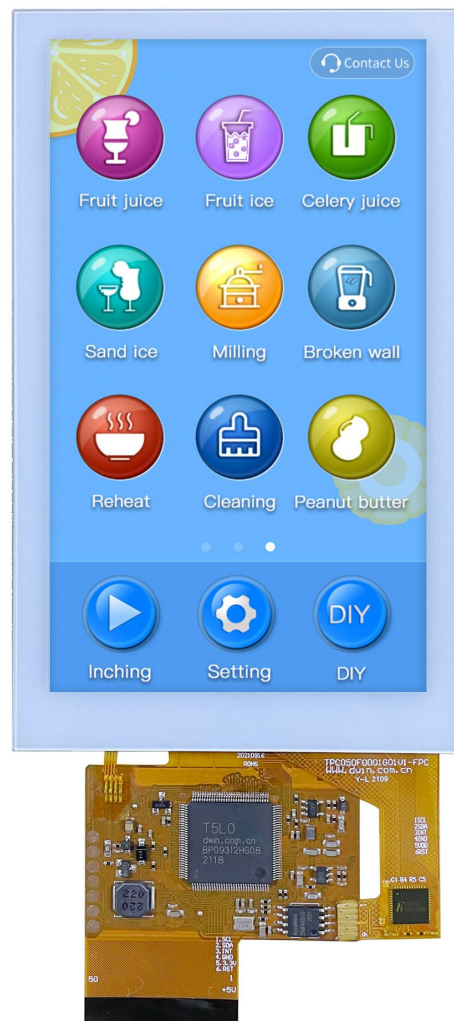 Contact Us
Fruit juice
Fruit ice
Celery juice
Sand ice
Milling
Broken wall
Reheat
Cleaning
Peanut butter
DIY
Inching
Setting
DIY
20210816
ROHS
TPC050F0001G01V1-FPC
www.dwin.com.cn
Y-L 2109
T5L0
dwin.com.cn
BP09312HG08
2118
1SCL
2SDA
3INT
4GND
5VDD
6RST
C1 R4 R5 C5
220
220
1.SCL
2.SDA
3.INT
4.GND
5.3.3V
6.RST
50
1
+5V